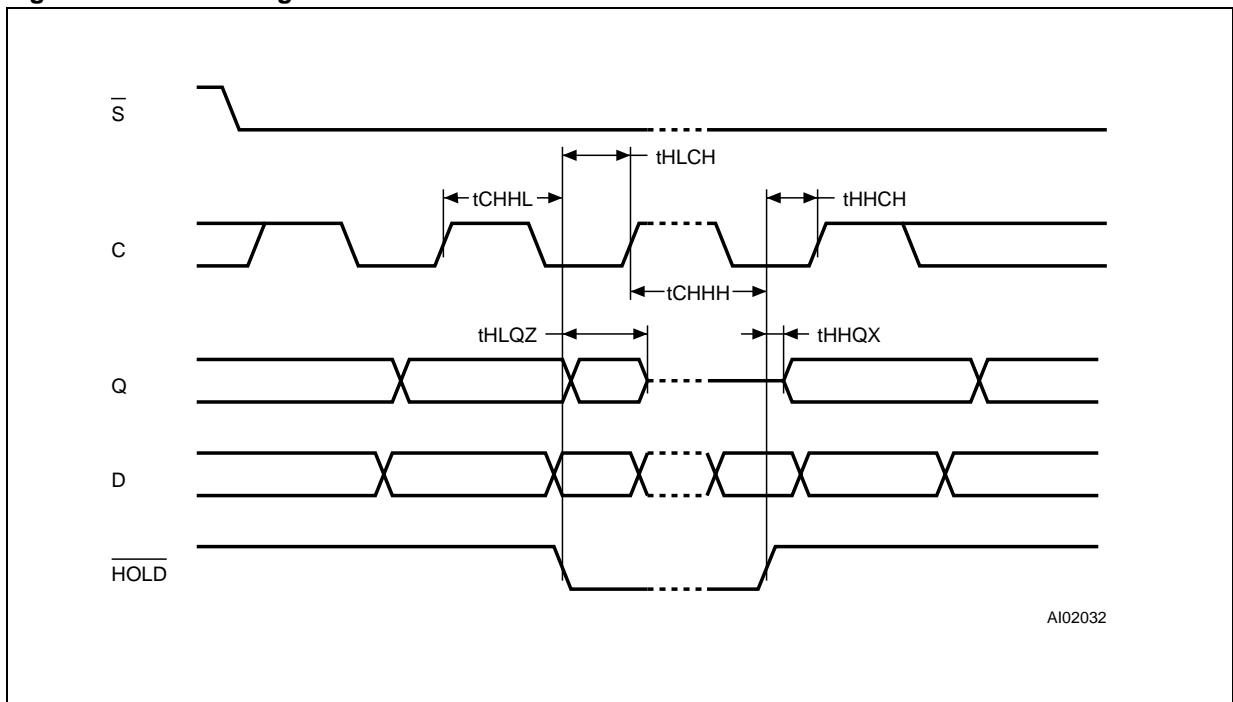 S
tHLCH
tCHHL
tHHCH
C
tCHHH
tHLQZ
tHHQX
Q
D
HOLD
AI02032